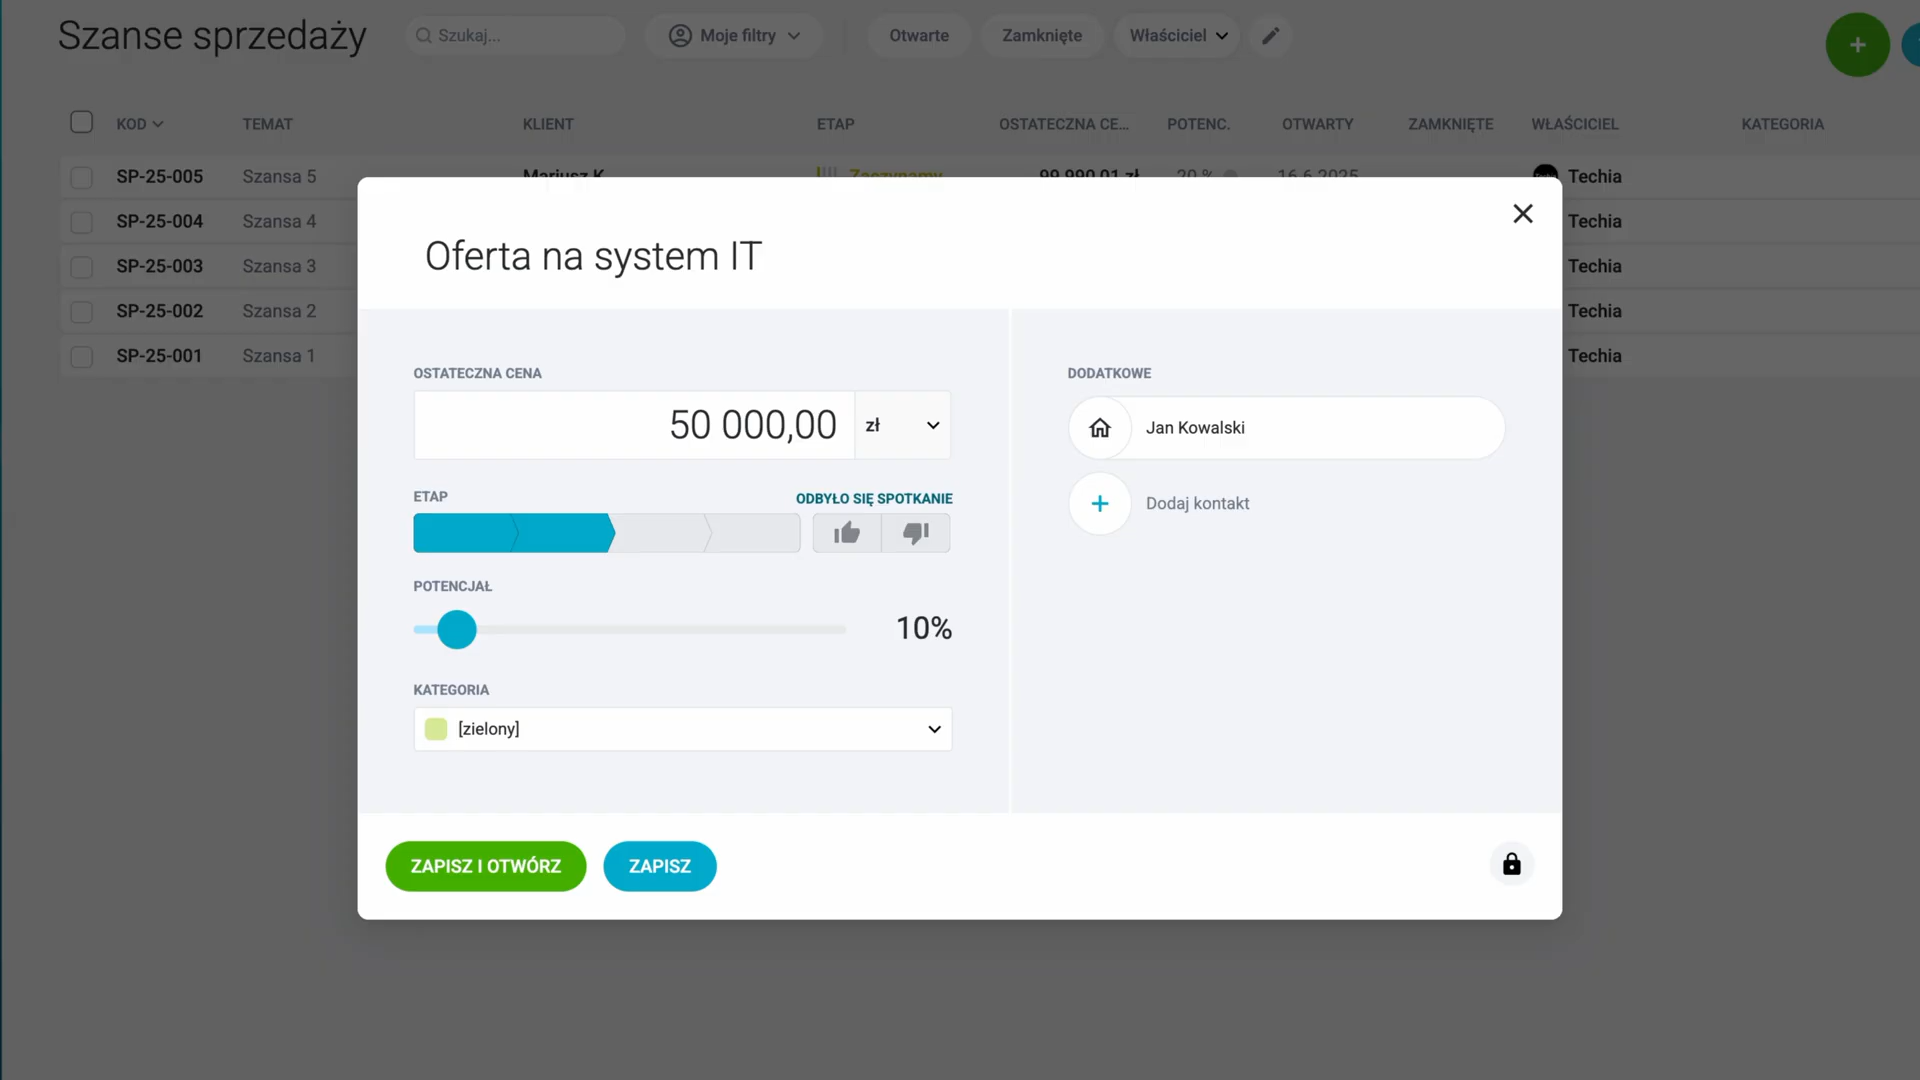 Szanse sprzedaży
Szukaj...
Moje filtry
Otwarte
Zamknięte
Właściciel
KOD TEMAT KLIENT ETAP OSTATECZNA CE... POTENC. OTWARTY ZAMKNIĘTE WŁAŚCICIEL KATEGORIA
SP-25-005 Szansa 5 Mariusz K Zaczynamy 99 990,01 zł 20 % 16.6.2025 Techia
SP-25-004 Szansa 4 Techia
SP-25-003 Szansa 3 Techia
SP-25-002 Szansa 2 Techia
SP-25-001 Szansa 1 Techia
Oferta na system IT
OSTATECZNA CENA
50 000,00 zł
ETAP ODBYŁO SIĘ SPOTKANIE
POTENCJAŁ
10%
KATEGORIA
[zielony]
DODATKOWE
Jan Kowalski
Dodaj kontakt
ZAPISZ I OTWÓRZ
ZAPISZ